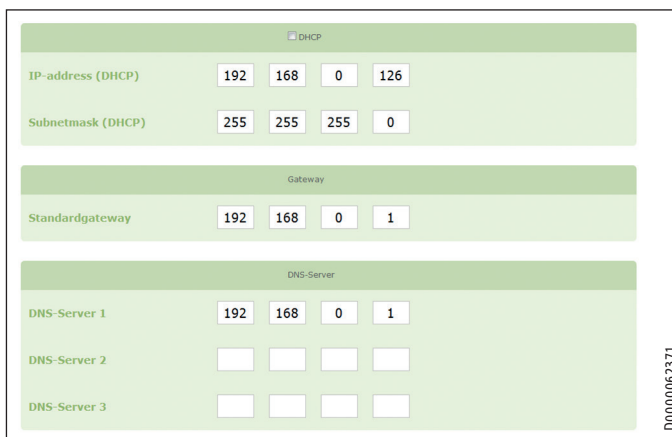 DHCP
IP-address (DHCP) 192 168 0 126
Subnetmask (DHCP) 255 255 255 0
Gateway
Standardgateway 192 168 0 1
DNS-Server
DNS-Server 1 192 168 0 1
DNS-Server 2
DNS-Server 3
D0000062371